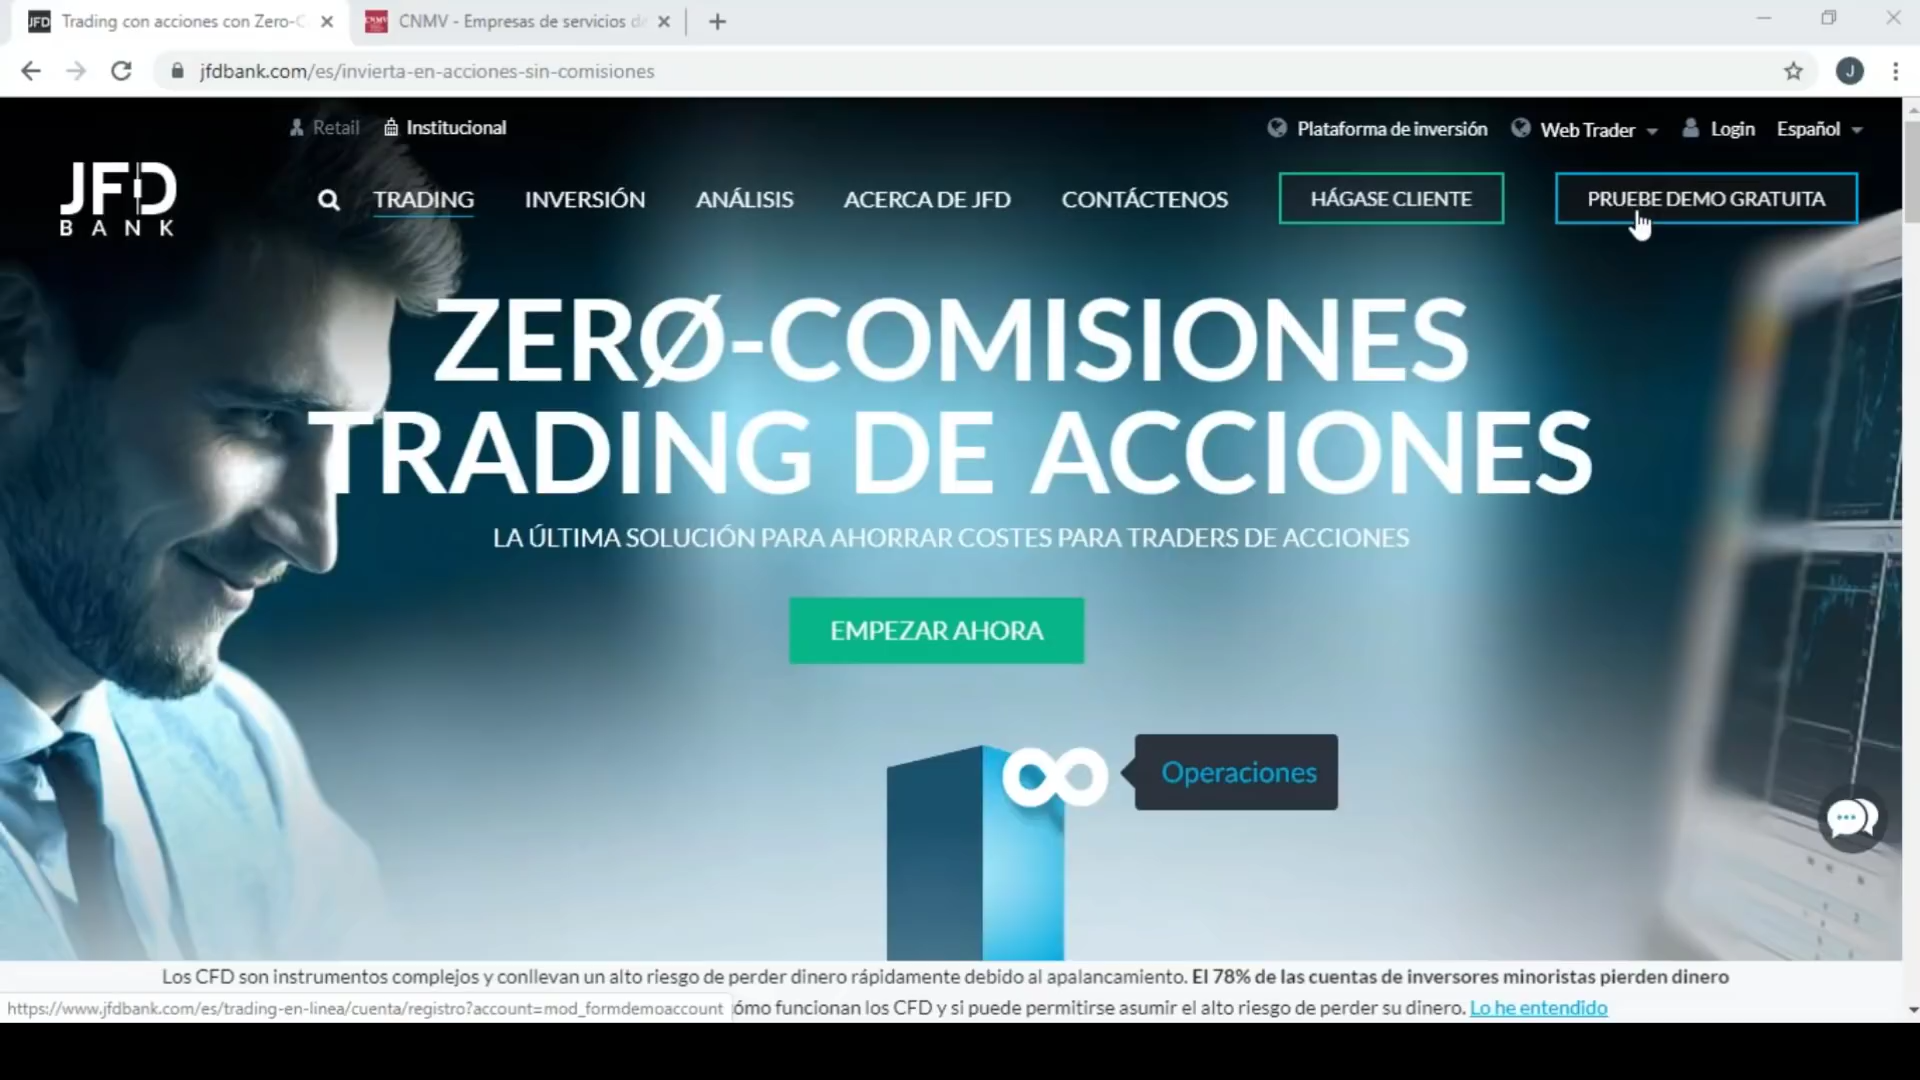 JFD Trading con acciones con Zero-C
CNMV CNMV - Empresas de servicios d
jfdbank.com/es/invierta-en-acciones-sin-comisiones
J
Retail Institucional
Plataforma de inversión Web Trader Login Español
JFD
BANK
TRADING INVERSIÓN ANÁLISIS ACERCA DE JFD CONTÁCTENOS HÁGASE CLIENTE PRUEBE DEMO GRATUITA
ZERØ-COMISIONES
TRADING DE ACCIONES
LA ÚLTIMA SOLUCIÓN PARA AHORRAR COSTES PARA TRADERS DE ACCIONES
EMPEZAR AHORA
Operaciones
Los CFD son instrumentos complejos y conllevan un alto riesgo de perder dinero rápidamente debido al apalancamiento. El 78% de las cuentas de inversores minoristas pierden dinero
https://www.jfdbank.com/es/trading-en-linea/cuenta/registro?account=mod_formdemoaccount ómo funcionan los CFD y si puede permitirse asumir el alto riesgo de perder su dinero. Lo he entendido